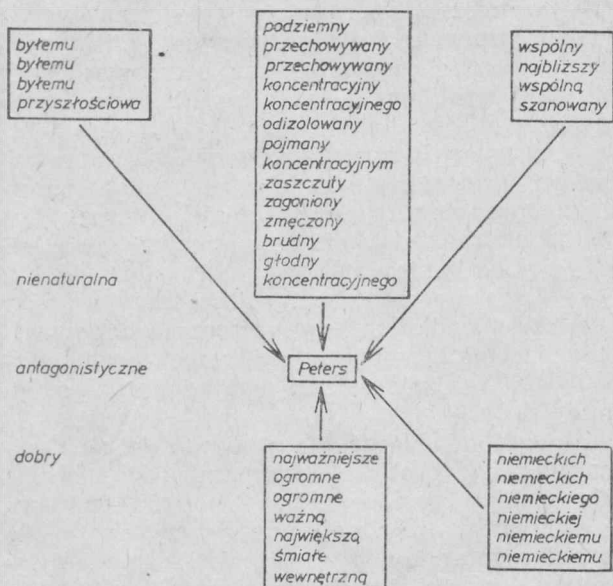 byłemu
byłemu
byłemu
przyszłościowa
podziemny
przechowywany
przechowywany
koncentracyjny
koncentracyjnego
odizolowany
pojmany
koncentracyjnym
zaszczuty
zagoniony
zmęczony
brudny
głodny
koncentracyjnego
wspólny
najbliższy
wspólną
szanowany
nienaturalna
antagonistyczne
Peters
dobry
najważniejsze
ogromne
ogromne
ważną
największą
śmiałe
wewnętrzną
niemieckich
niemieckich
niemieckiego
niemieckiej
niemieckiemu
niemieckiemu